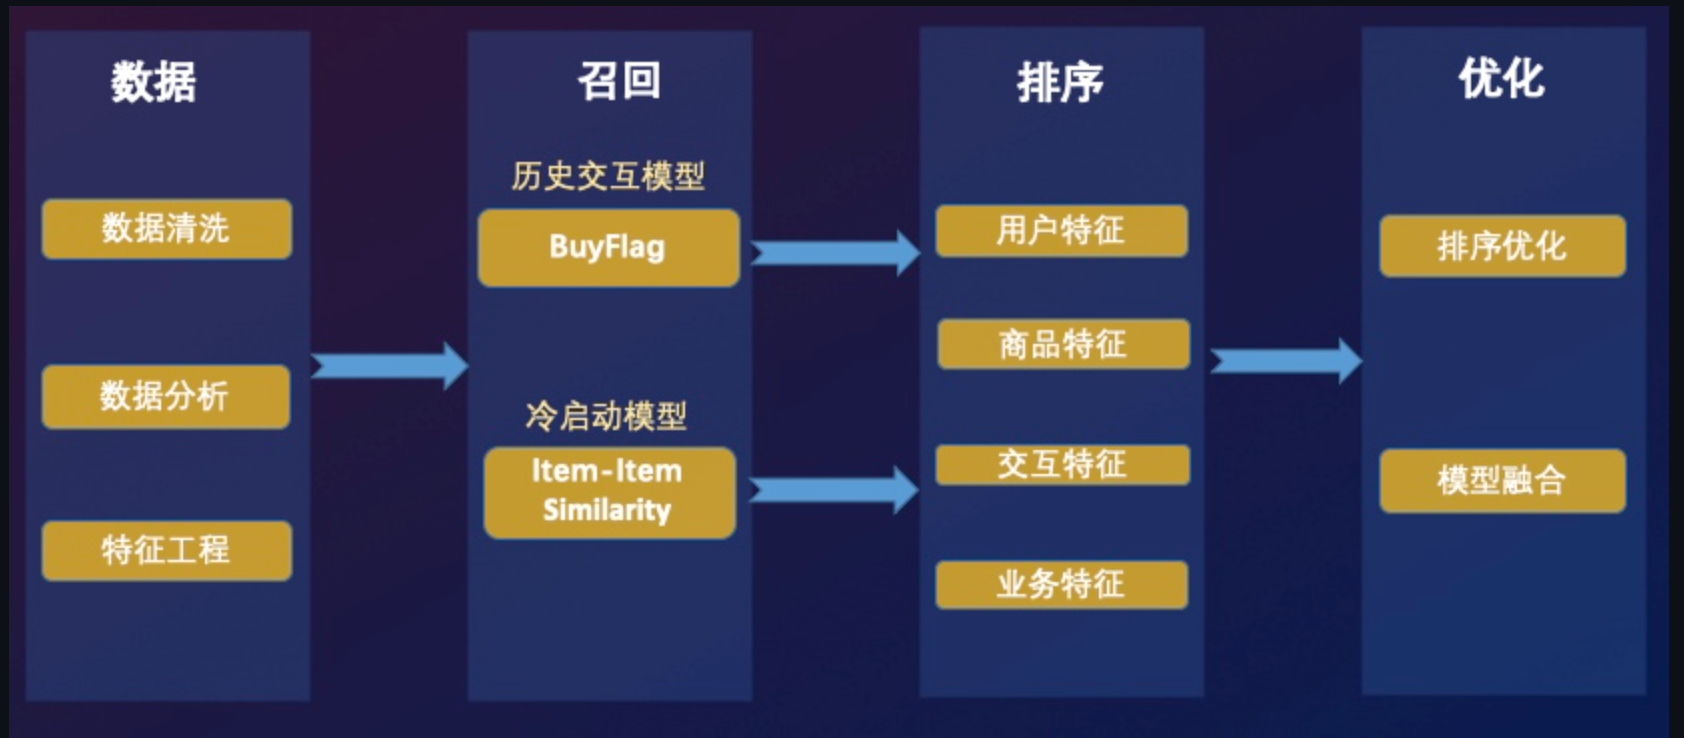 数据
数据清洗
数据分析
特征工程
召回
历史交互模型
BuyFlag
冷启动模型
Item-Item
Similarity
排序
用户特征
商品特征
交互特征
业务特征
优化
排序优化
模型融合